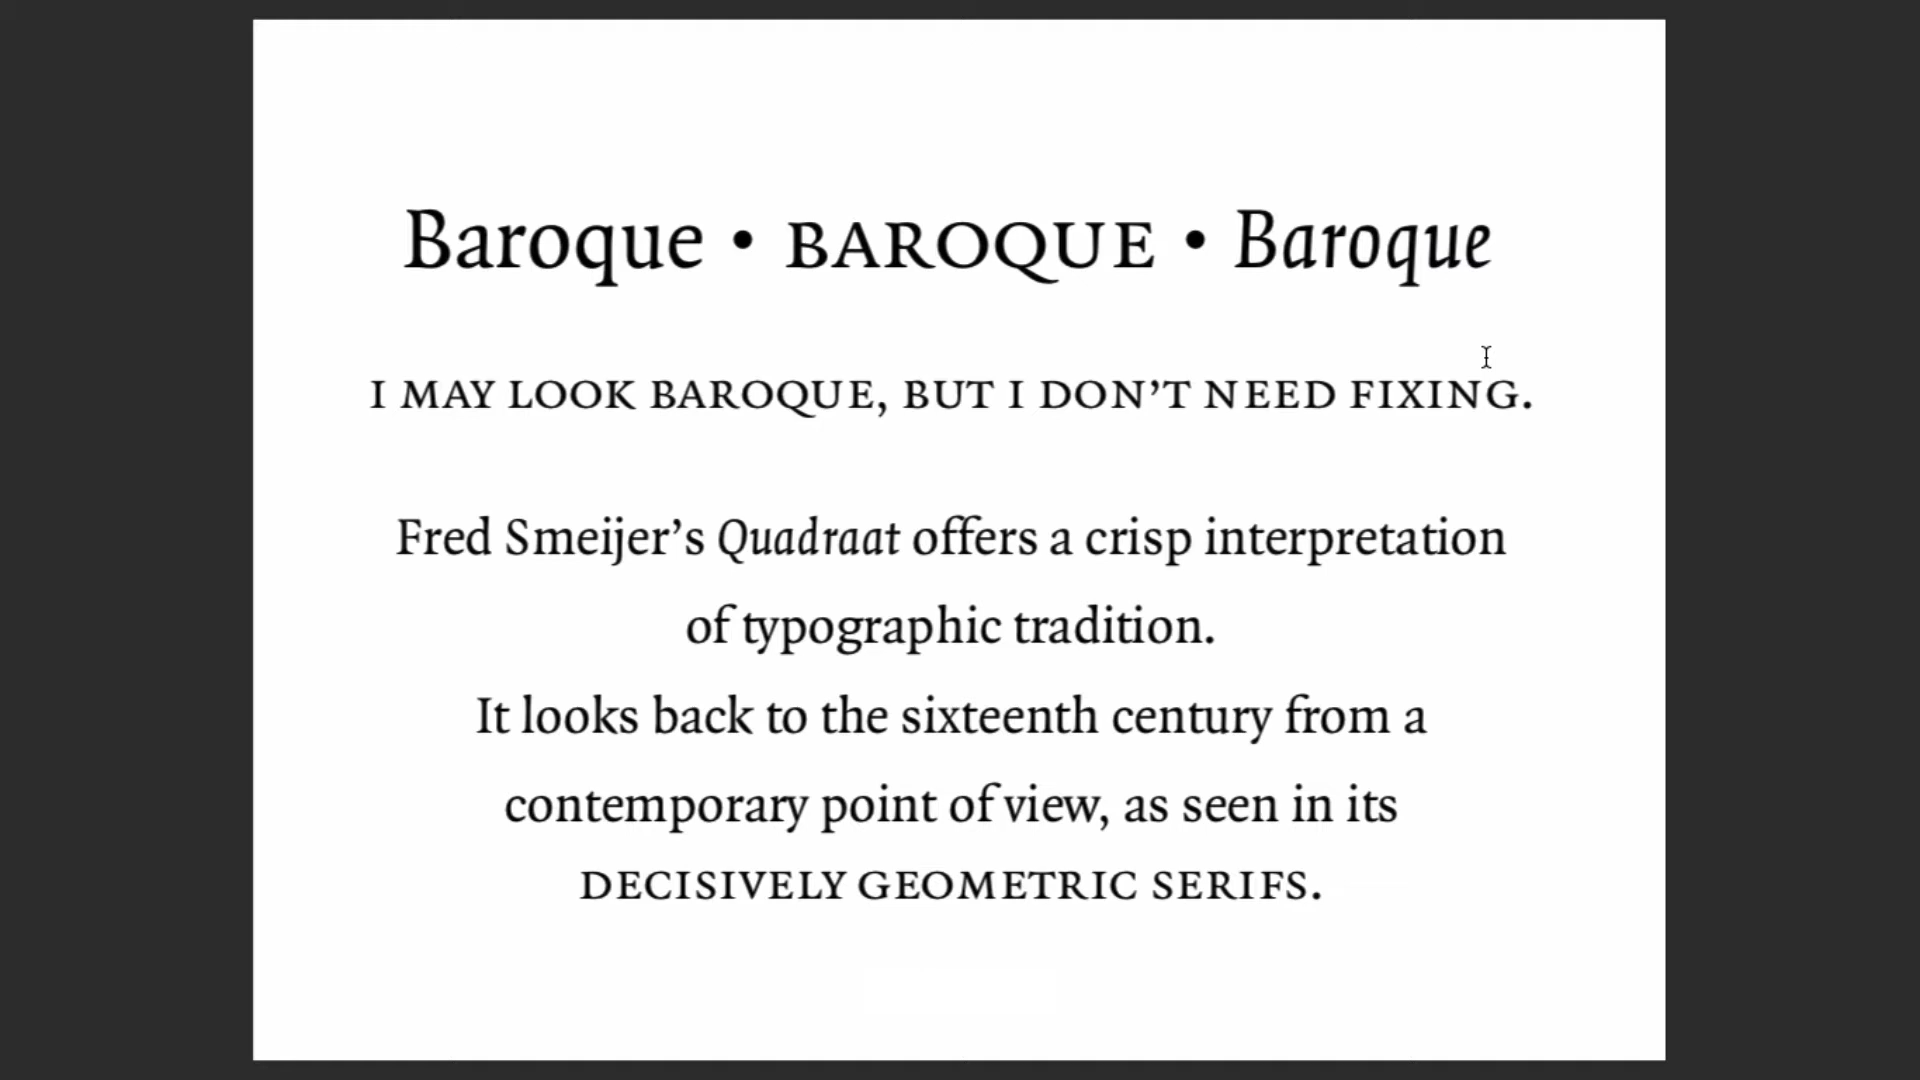 Baroque • BAROQUE • Baroque
I MAY LOOK BAROQUE, BUT I DON’T NEED FIXING.
Fred Smeijer’s Quadraat offers a crisp interpretation
of typographic tradition.
It looks back to the sixteenth century from a
contemporary point of view, as seen in its
DECISIVELY GEOMETRIC SERIFS.